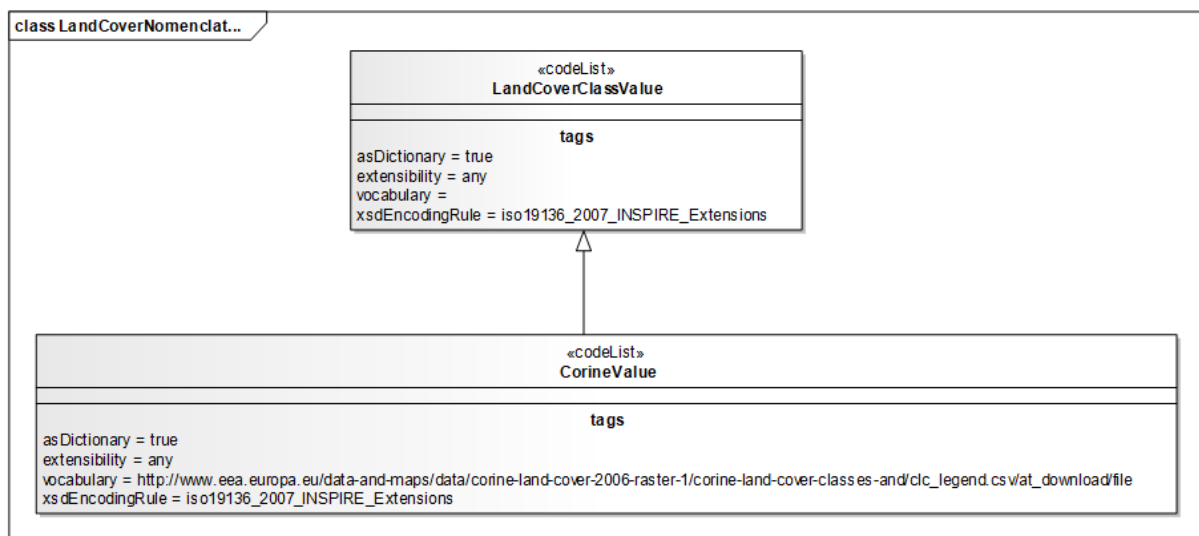 class LandCoverNomenclat...
«codeList»
LandCoverClassValue
tags
asDictionary = true
extensibility = any
vocabulary =
xsdEncodingRule = iso19136_2007_INSPIRE_Extensions
«codeList»
CorineValue
tags
asDictionary = true
extensibility = any
vocabulary = http://www.eea.europa.eu/data-and-maps/data/corine-land-cover-2006-raster-1/corine-land-cover-classes-and/clc_legend.csv/at_download/file
xsdEncodingRule = iso19136_2007_INSPIRE_Extensions